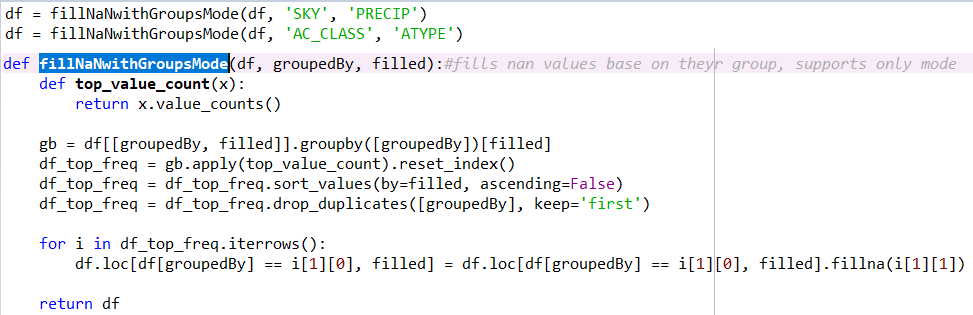 df = fillNaNwithGroupsMode(df, 'SKY', 'PRECIP')
df = fillNaNwithGroupsMode(df, 'AC_CLASS', 'ATYPE')
def fillNaNwithGroupsMode(df, groupedBy, filled):#fills nan values base on theyr group, supports only mode
    def top_value_count(x):
        return x.value_counts()
    gb = df[[groupedBy, filled]].groupby([groupedBy])[filled]
    df_top_freq = gb.apply(top_value_count).reset_index()
    df_top_freq = df_top_freq.sort_values(by=filled, ascending=False)
    df_top_freq = df_top_freq.drop_duplicates([groupedBy], keep='first')
    for i in df_top_freq.iterrows():
        df.loc[df[groupedBy] == i[1][0], filled] = df.loc[df[groupedBy] == i[1][0], filled].fillna(i[1][1])
    return df